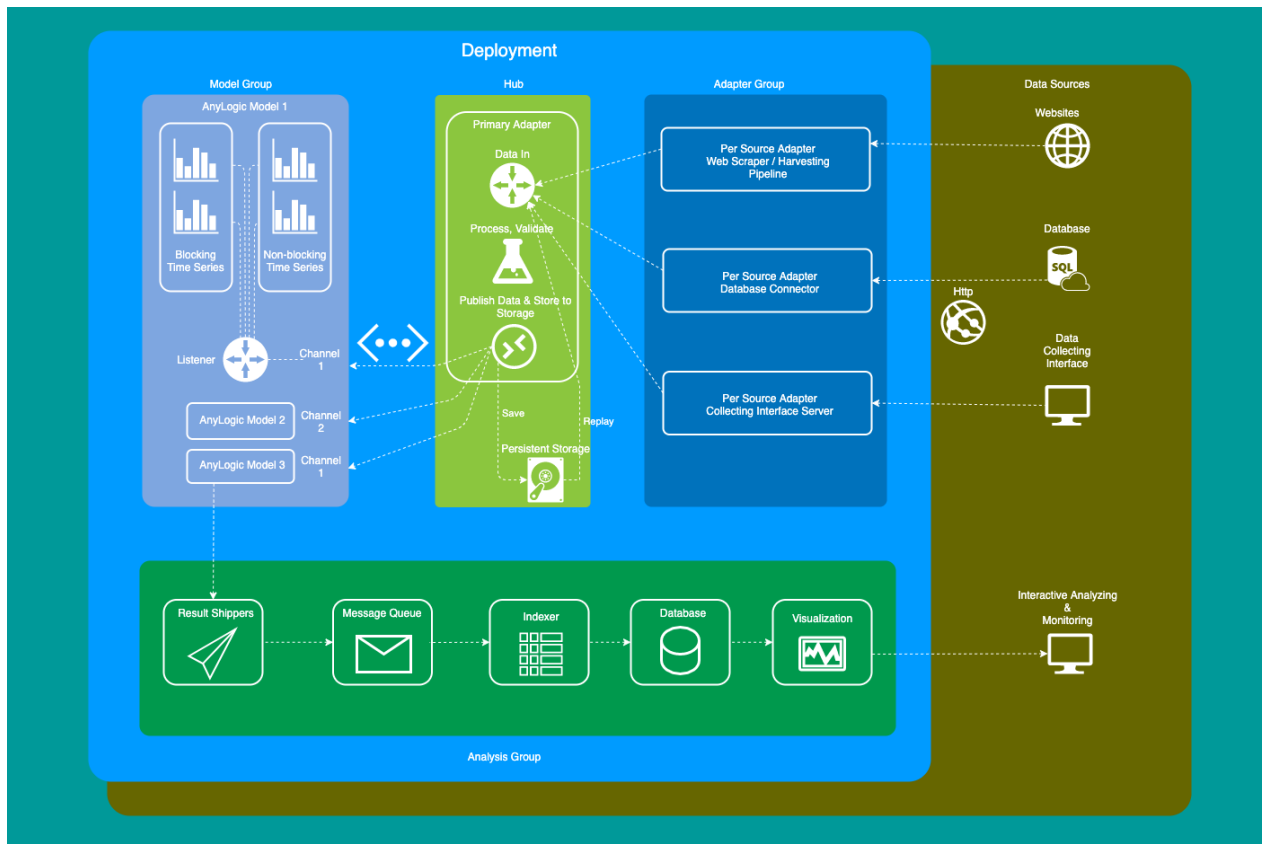 Deployment
Model Group
Hub
Adapter Group
Data Sources
AnyLogic Model 1
Blocking
Time Series
Non-blocking
Time Series
Listener
Channel
1
AnyLogic Model 2
Channel
2
AnyLogic Model 3
Channel
1
Primary Adapter
Data In
Process, Validate
Publish Data & Store to
Storage
Save
Replay
Persistent Storage
Per Source Adapter
Web Scraper / Harvesting
Pipeline
Per Source Adapter
Database Connector
Per Source Adapter
Collecting Interface Server
Websites
Database
SQL
Http
Data
Collecting
Interface
Result Shippers
Message Queue
Indexer
Database
Visualization
Interactive Analyzing
&
Monitoring
Analysis Group